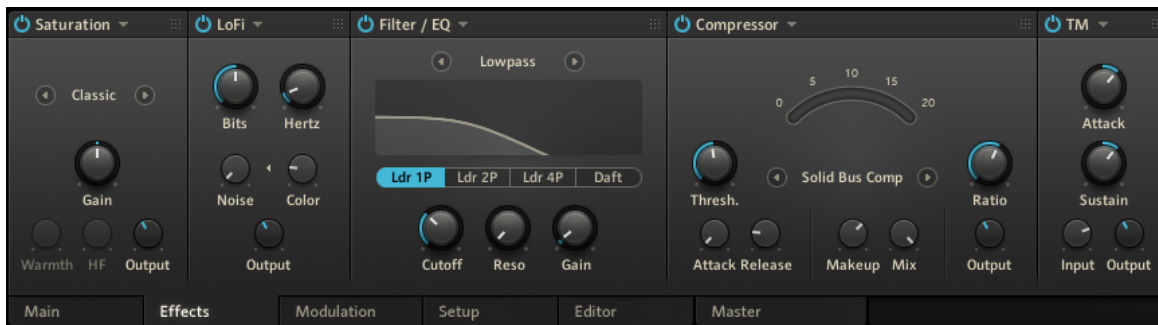 Saturation
LoFi
Filter / EQ
Compressor
TM
Classic
Gain
Warmth HF Output
Bits Hertz
Noise Color
Output
Lowpass
Ldr 1P Ldr 2P Ldr 4P Daft
Cutoff Reso Gain
0 5 10 15 20
Thresh. Solid Bus Comp Ratio
Attack Release Makeup Mix Output
Attack
Sustain
Input Output
Main Effects Modulation Setup Editor Master